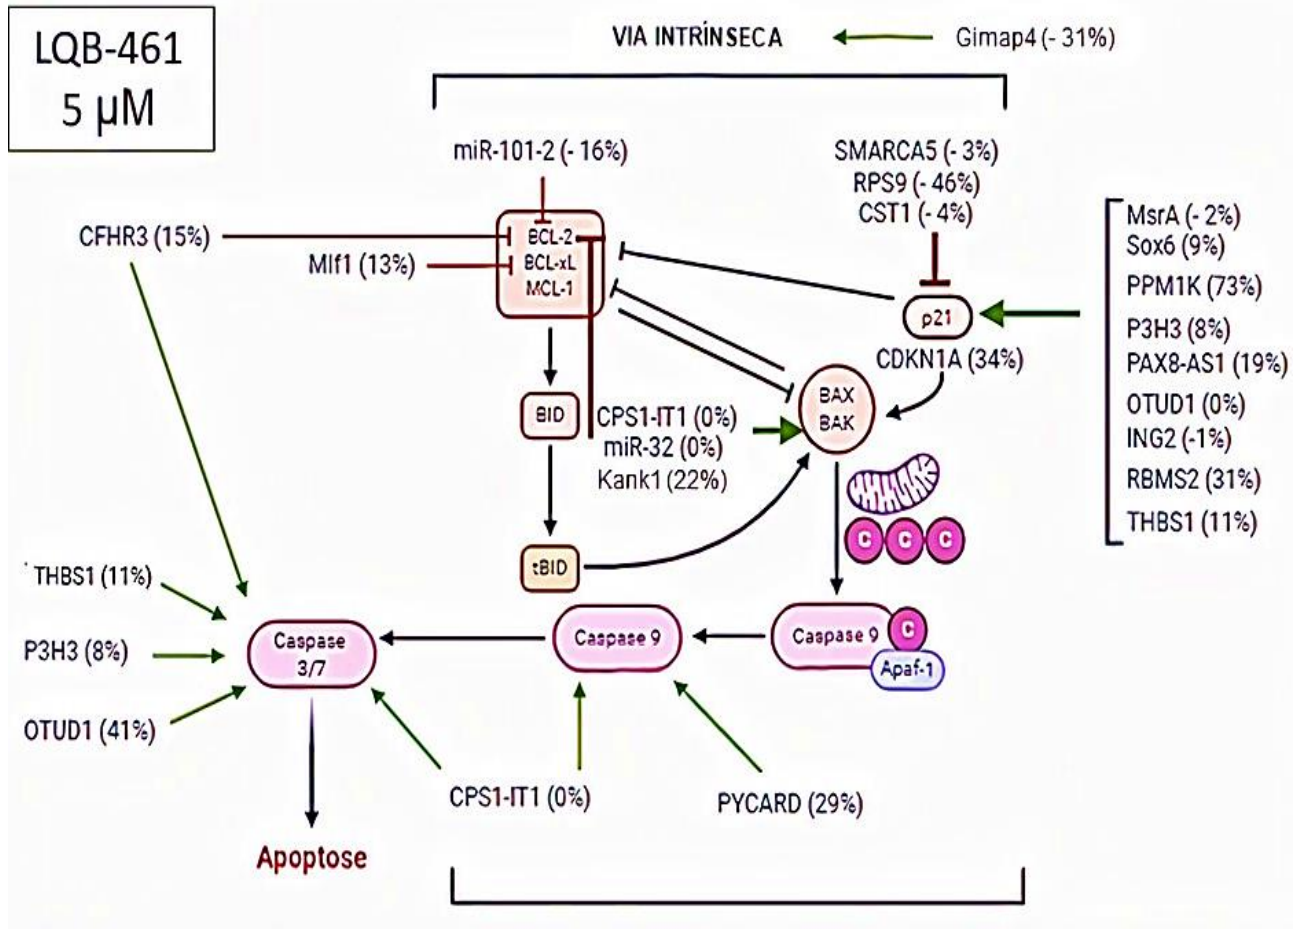 LQB-461
5 µM
VIA INTRÍNSECA
Gimap4 (- 31%)
miR-101-2 (- 16%)
SMARCA5 (- 3%)
RPS9 (- 46%)
CST1 (- 4%)
CFHR3 (15%)
Mlf1 (13%)
BCL-2
BCL-xL
MCL-1
p21
CDKN1A (34%)
MsrA (- 2%)
Sox6 (9%)
PPM1K (73%)
P3H3 (8%)
PAX8-AS1 (19%)
OTUD1 (0%)
ING2 (-1%)
RBMS2 (31%)
THBS1 (11%)
BID
CPS1-IT1 (0%)
miR-32 (0%)
Kank1 (22%)
BAX
BAK
C C C
tBID
THBS1 (11%)
P3H3 (8%)
OTUD1 (41%)
Caspase
3/7
Caspase 9
Caspase 9
C
Apaf-1
CPS1-IT1 (0%)
PYCARD (29%)
Apoptose